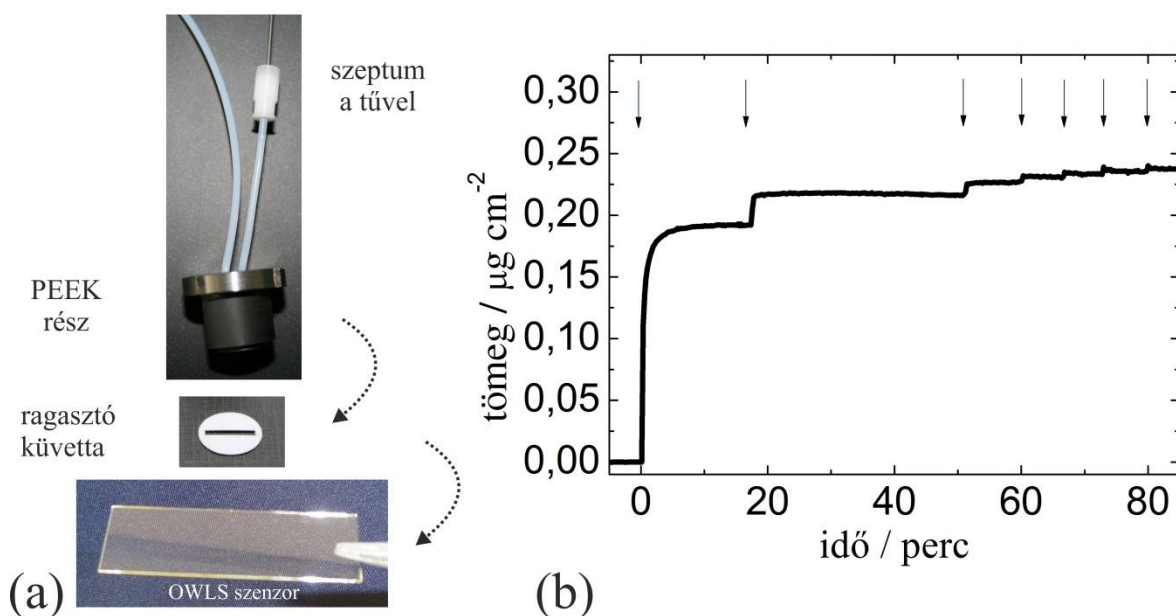 szeptum
a tűvel
PEEK
rész
ragasztó
küvetta
OWLS szenzor
(a)
tömeg / µg cm⁻²
0,30
0,25
0,20
0,15
0,10
0,05
0,00
0 20 40 60 80
idő / perc
(b)